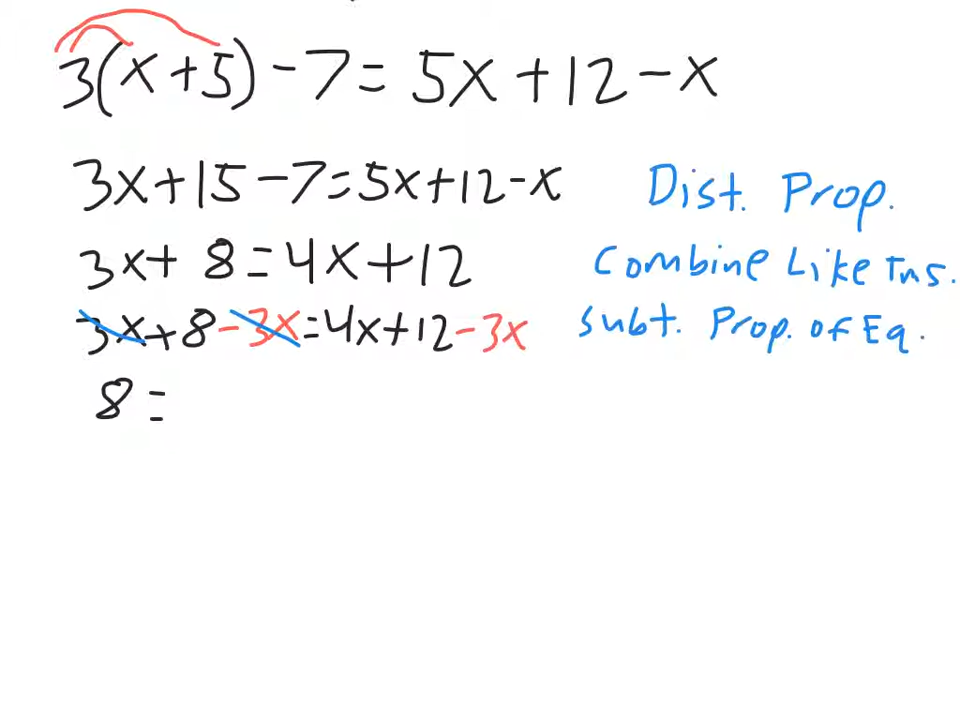 3(x+5)-7=5x+12-x
3x+15-7=5x+12-x Dist. Prop.
3x+8=4x+12 Combine Like Tms.
3x+8-3x=4x+12-3x Subt. Prop. of Eq.
8=